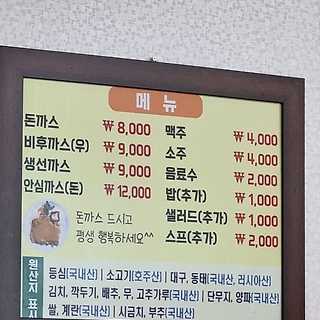 메 뉴
돈까스 ₩ 8,000
비후까스(우) ₩ 9,000
생선까스 ₩ 9,000
안심까스(돈) ₩ 12,000
맥주 ₩ 4,000
소주 ₩ 4,000
음료수 ₩ 2,000
밥(추가) ₩ 1,000
샐러드(추가) ₩ 1,000
스프(추가) ₩ 2,000
돈까스 드시고
평생 행복하세요^^
원산지 표시
등심(국내산) | 소고기(호주산) | 대구, 동태(국내산, 러시아산)
김치, 깍두기, 배추, 무, 고추가루(국내산) | 단무지, 양파(국내산)
쌀, 계란(국내산) | 시금치, 부추(국내산)